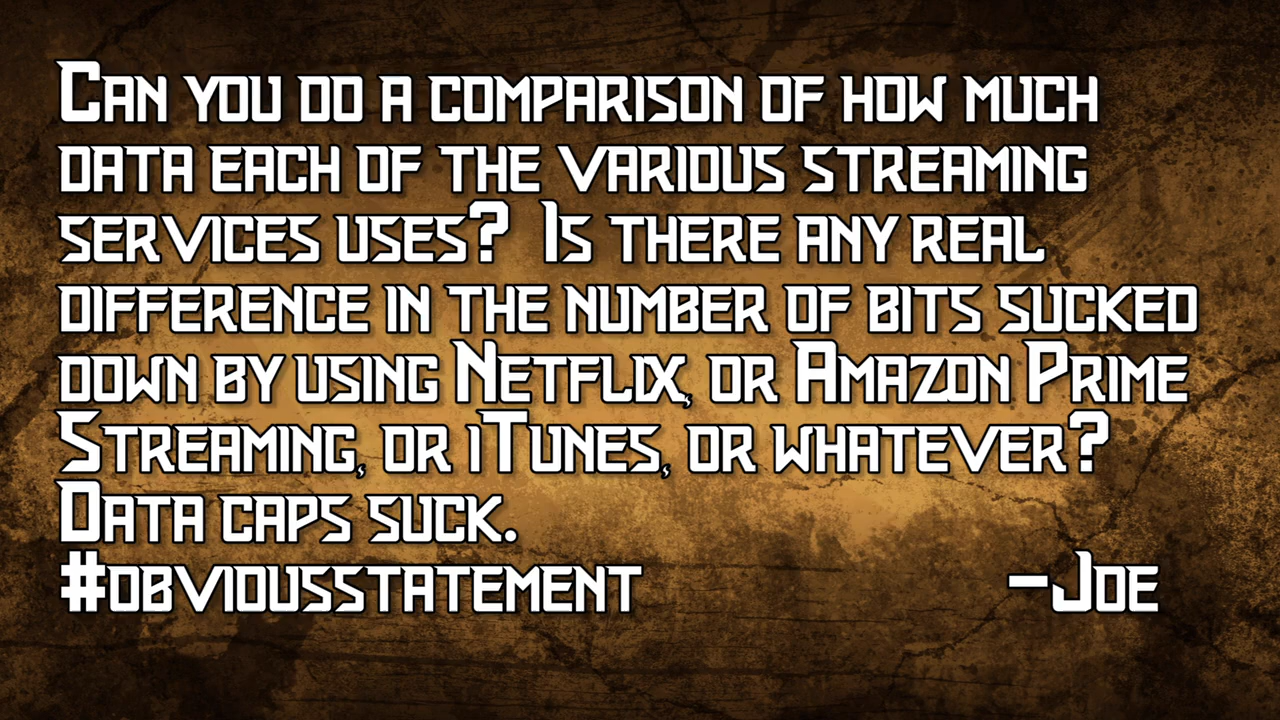 Can you do a comparison of how much
data each of the various streaming
services uses? Is there any real
difference in the number of bits sucked
down by using Netflix, or Amazon Prime
Streaming, or iTunes, or whatever?
Data caps suck.
#obviousstatement -Joe